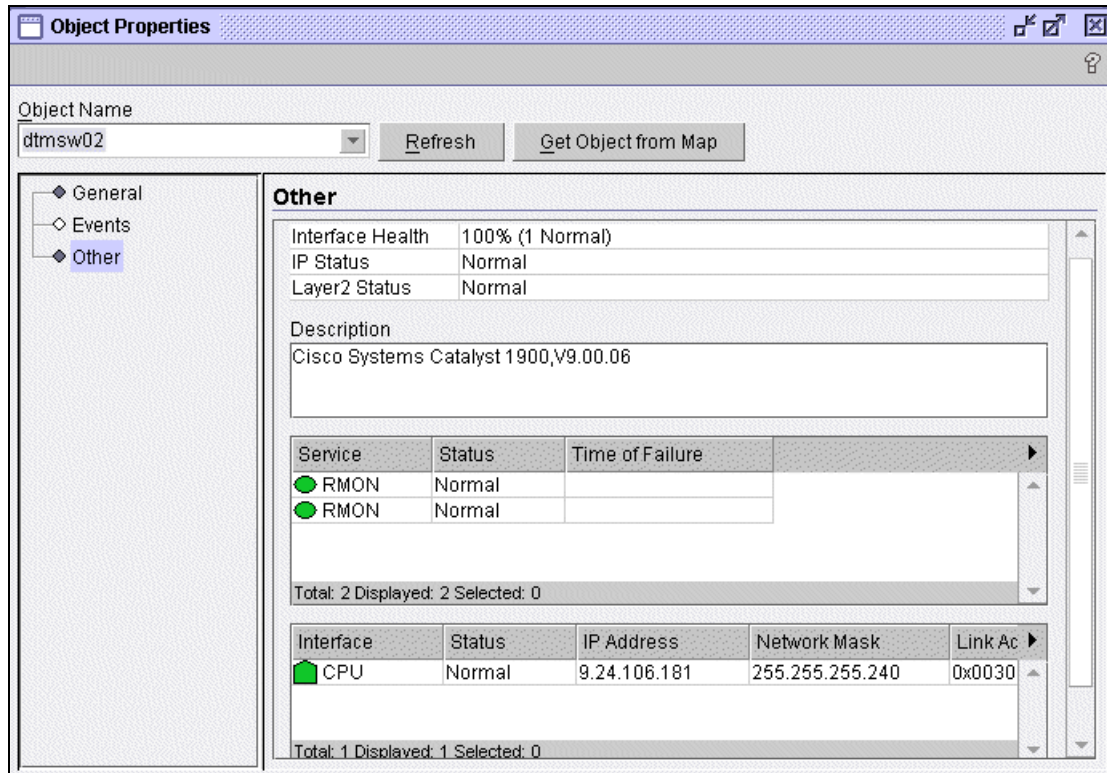 Object Properties
Object Name
dtmsw02
Refresh
Get Object from Map
General
Events
Other
Other
Interface Health 100% (1 Normal)
IP Status Normal
Layer2 Status Normal
Description
Cisco Systems Catalyst 1900,V9.00.06
Service Status Time of Failure
RMON Normal
RMON Normal
Total: 2 Displayed: 2 Selected: 0
Interface Status IP Address Network Mask Link Ac
CPU Normal 9.24.106.181 255.255.255.240 0x0030
Total: 1 Displayed: 1 Selected: 0